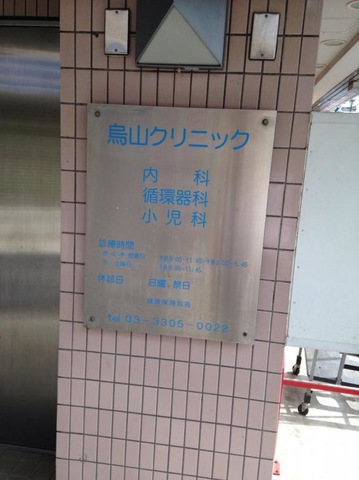 烏山クリニック
内 科
循環器科
小児科
診療時間
休診日 日曜、祭日
tel 03-3305-0022